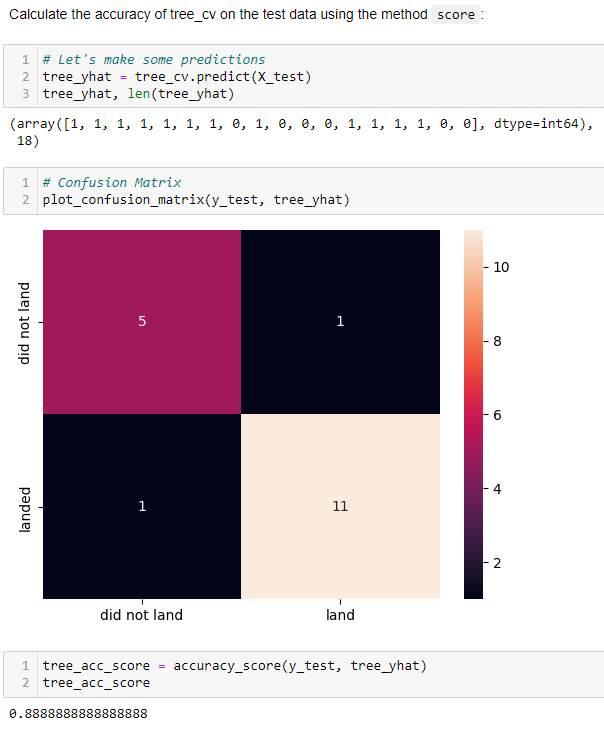 Calculate the accuracy of tree_cv on the test data using the method score :
1 # Let's make some predictions
2 tree_yhat = tree_cv.predict(X_test)
3 tree_yhat, len(tree_yhat)
(array([1, 1, 1, 1, 1, 1, 1, 0, 1, 0, 0, 0, 1, 1, 1, 1, 0, 0], dtype=int64),
18)
1 # Confusion Matrix
2 plot_confusion_matrix(y_test, tree_yhat)
did not land
5
1
10
8
6
landed
1
11
4
2
did not land
land
1 tree_acc_score = accuracy_score(y_test, tree_yhat)
2 tree_acc_score
0.8888888888888888